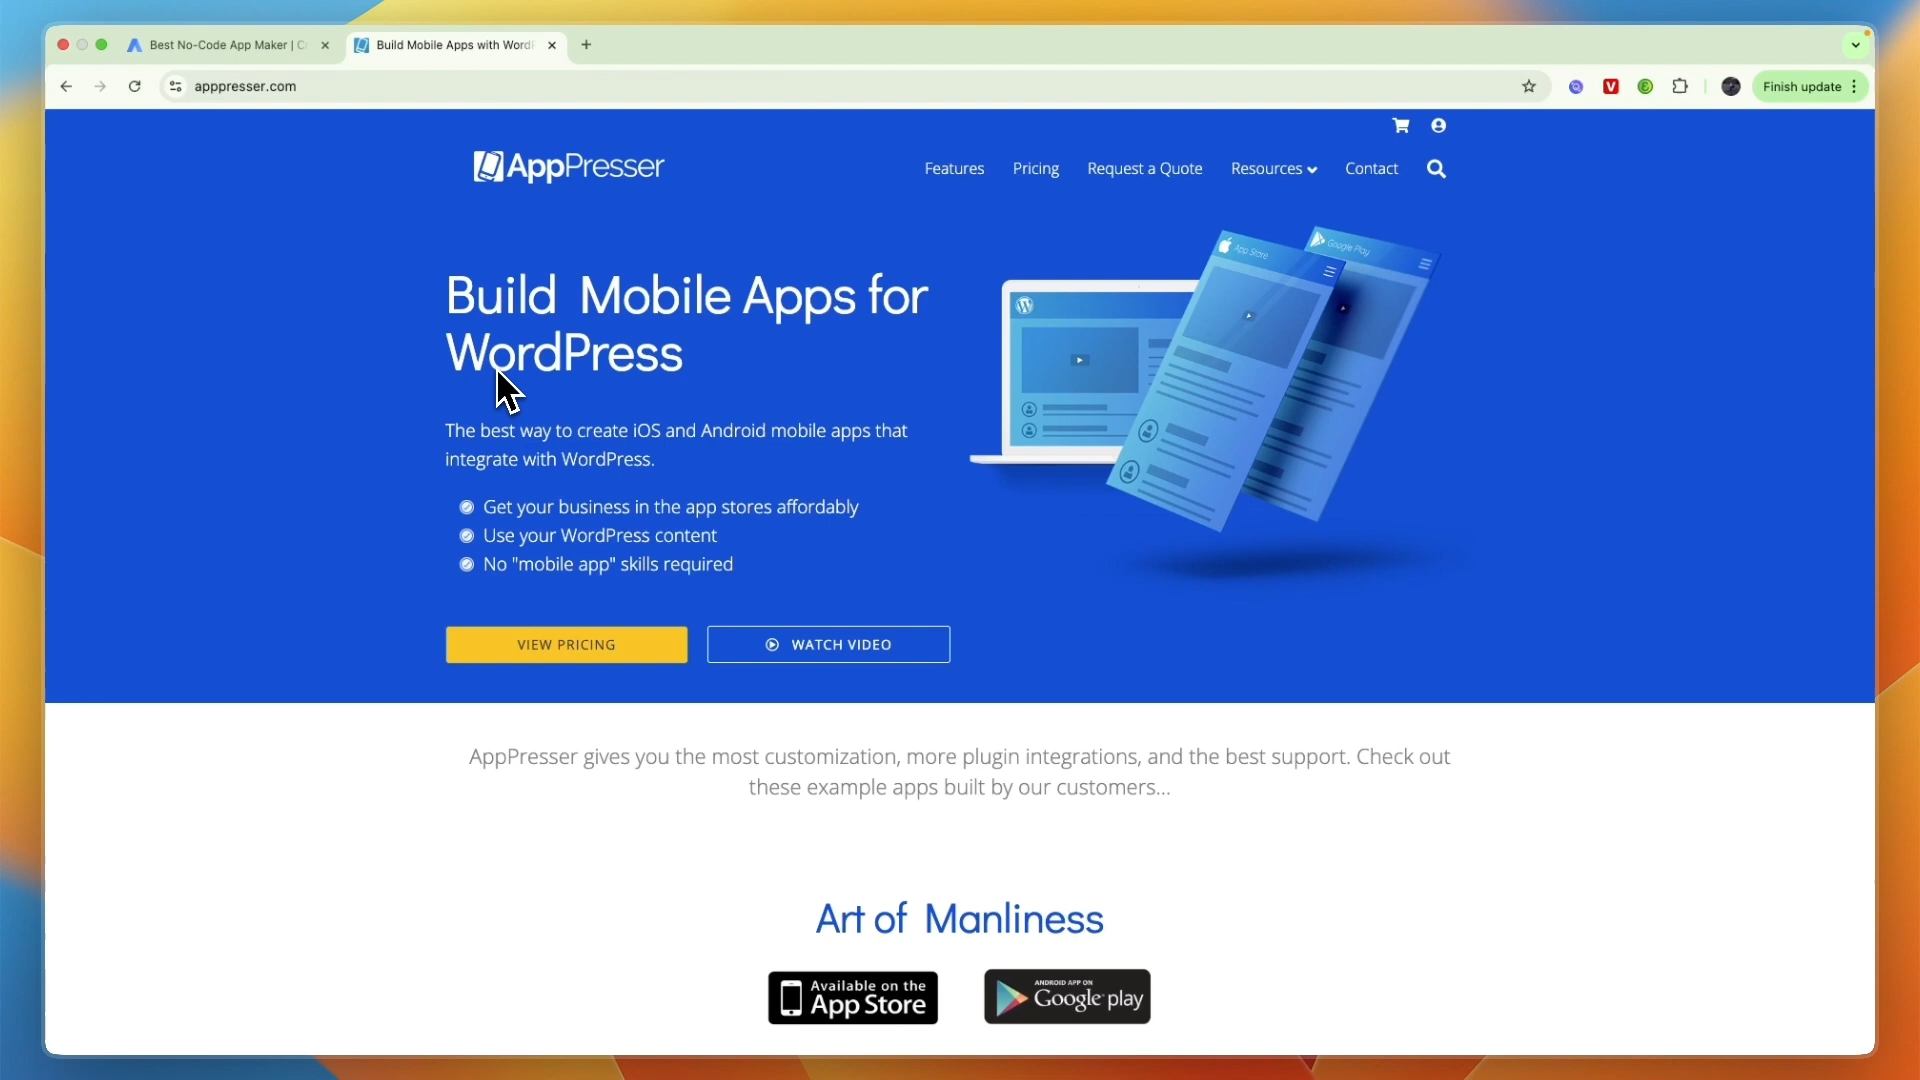 Best No-Code App Maker | C
Build Mobile Apps with Word
apppresser.com
Finish update
AppPresser
Features
Pricing
Request a Quote
Resources
Contact
App Store
Google Play
Build Mobile Apps for
WordPress
The best way to create iOS and Android mobile apps that
integrate with WordPress.
Get your business in the app stores affordably
Use your WordPress content
No "mobile app" skills required
VIEW PRICING
WATCH VIDEO
AppPresser gives you the most customization, more plugin integrations, and the best support. Check out
these example apps built by our customers...
Art of Manliness
Available on the
App Store
ANDROID APP ON
Google play